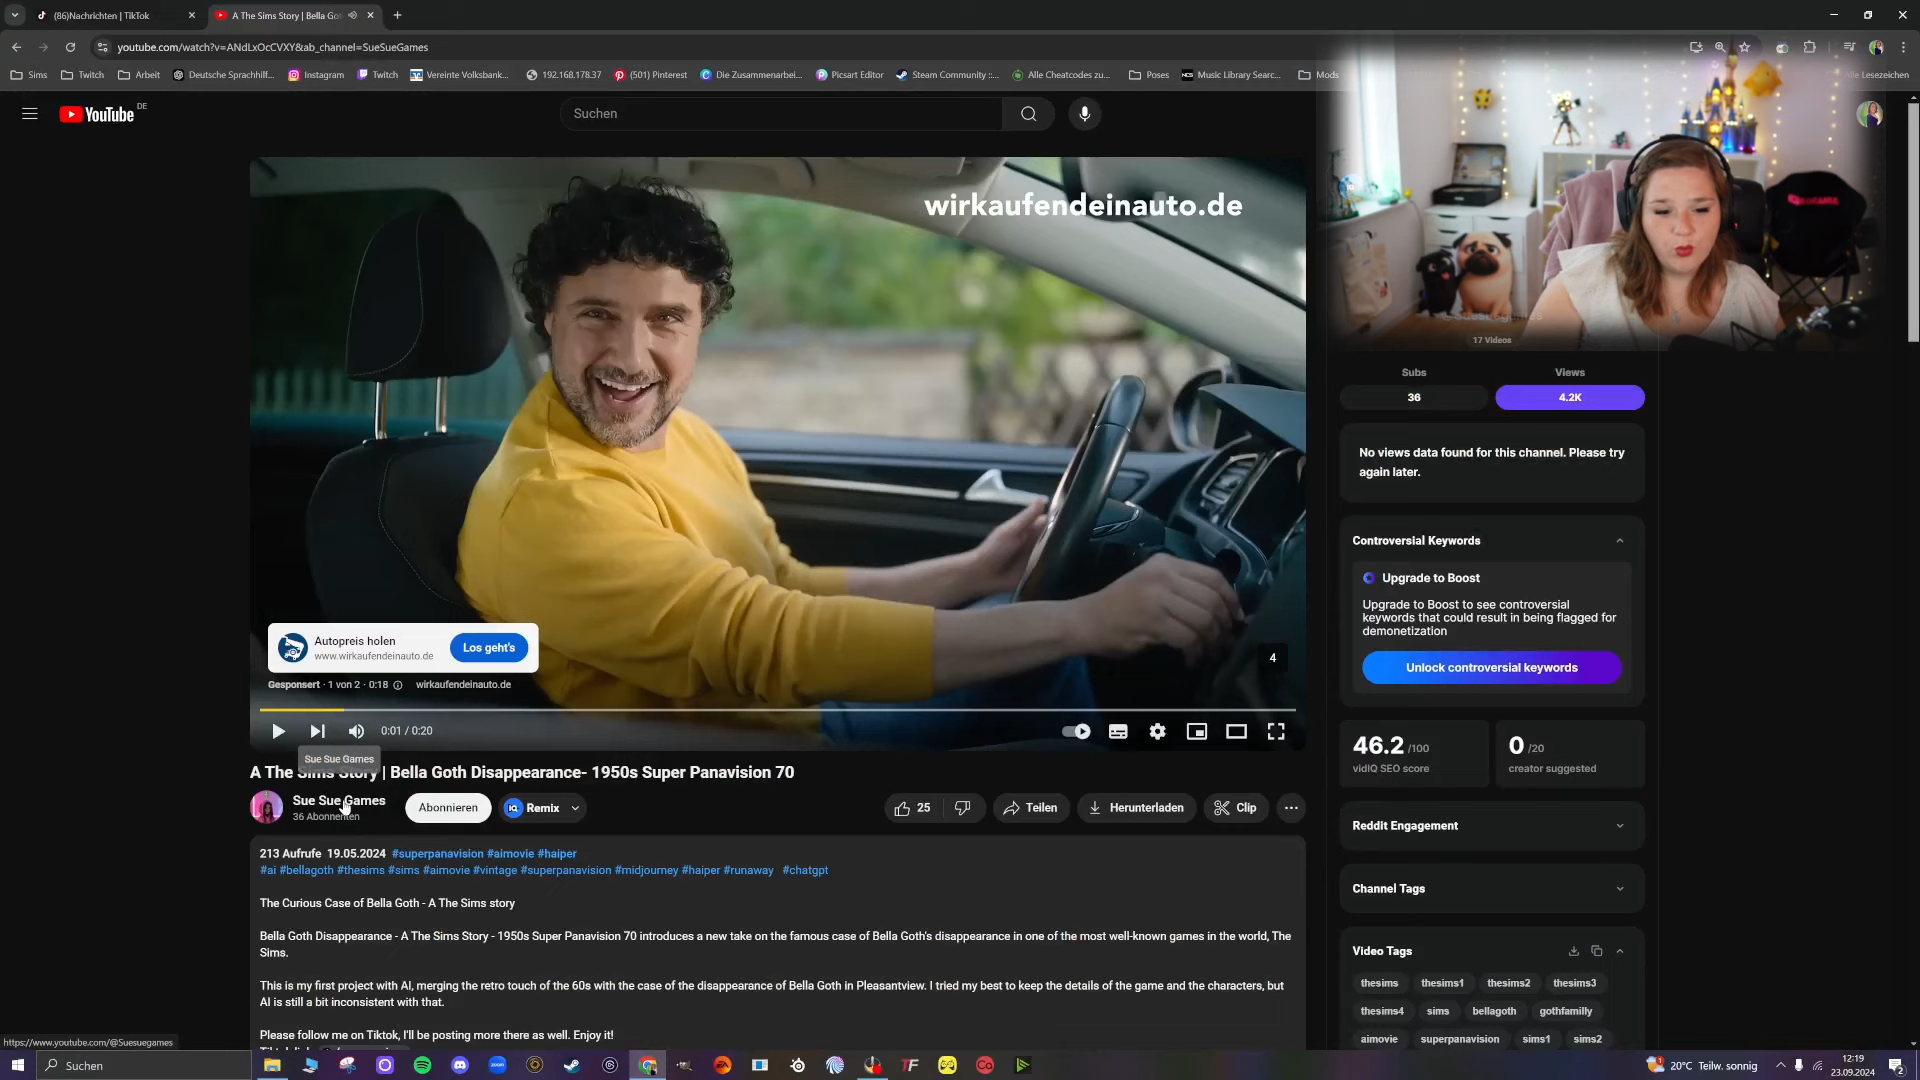 (86)Nachrichten | TikTok
A The Sims Story | Bella Got
youtube.com/watch?v=ANdLxOcCVXY&ab_channel=SueSueGames
Sims
Twitch
Arbeit
Deutsche Sprachhilf...
Instagram
Twitch
Vereinte Volksbank...
192.168.178.37
(501) Pinterest
Die Zusammenarbei...
Picsart Editor
Steam Community ::...
Alle Cheatcodes zu...
Poses
Music Library Searc...
Mods
Alle Lesezeichen
YouTube DE
Suchen
wirkaufendeinauto.de
17 Videos
Subs
Views
36
4.2K
No views data found for this channel. Please try
again later.
Controversial Keywords
Upgrade to Boost
Upgrade to Boost to see controversial
keywords that could result in being flagged for
demonetization
Unlock controversial keywords
Autopreis holen
www.wirkaufendeinauto.de
Los geht's
4
Gesponsert · 1 von 2 · 0:18
wirkaufendeinauto.de
0:01 / 0:20
Sue Sue Games
46.2 /100
vidIQ SEO score
0 /20
creator suggested
A The Sims Story | Bella Goth Disappearance- 1950s Super Panavision 70
Sue Sue Games
36 Abonnenten
Abonnieren
Remix
25
Teilen
Herunterladen
Clip
Reddit Engagement
213 Aufrufe 19.05.2024 #superpanavision #aimovie #haiper
#ai #bellagoth #thesims #sims #aimovie #vintage #superpanavision #midjourney #haiper #runaway #chatgpt
Channel Tags
The Curious Case of Bella Goth - A The Sims story
Bella Goth Disappearance - A The Sims Story - 1950s Super Panavision 70 introduces a new take on the famous case of Bella Goth's disappearance in one of the most well-known games in the world, The
Sims.
Video Tags
This is my first project with AI, merging the retro touch of the 60s with the case of the disappearance of Bella Goth in Pleasantview. I tried my best to keep the details of the game and the characters, but
AI is still a bit inconsistent with that.
thesims
thesims1
thesims2
thesims3
thesims4
sims
bellagoth
gothfamilly
aimovie
superpanavision
sims1
sims2
Please follow me on Tiktok, I'll be posting more there as well. Enjoy it!
https://www.youtube.com/@Suesuegames
Suchen
20°C Teilw. sonnig
12:19
23.09.2024
2